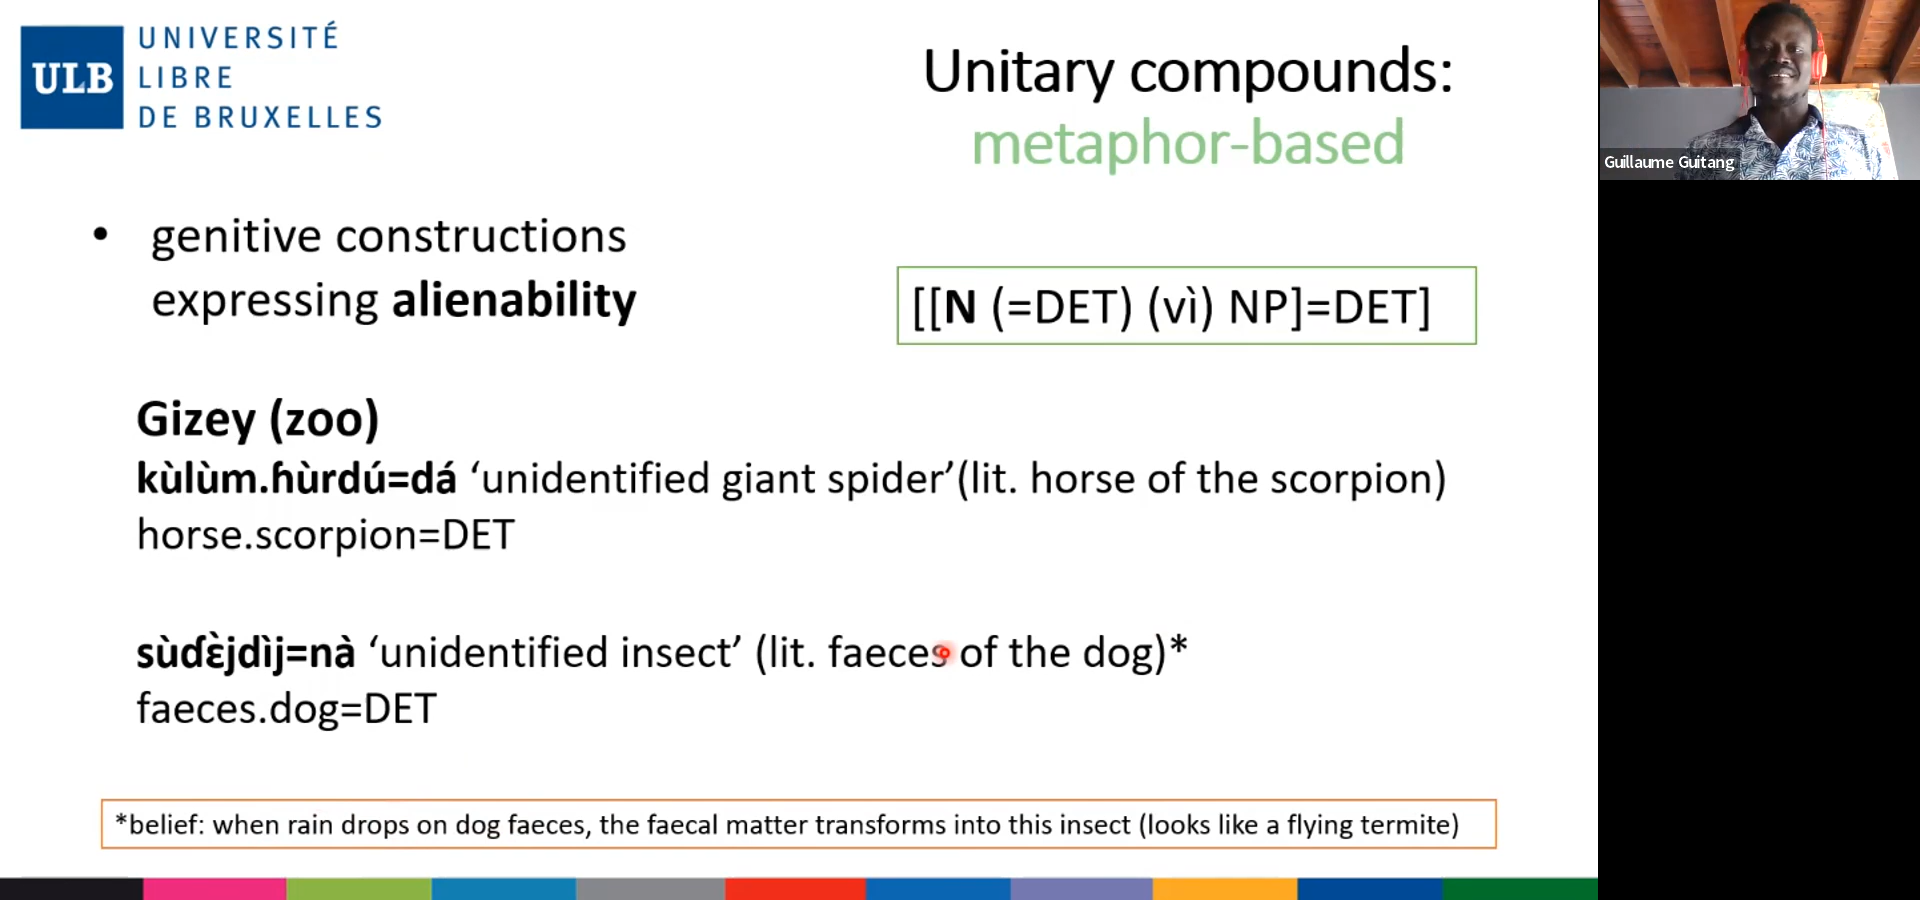 ULB
UNIVERSITÉ
LIBRE
DE BRUXELLES
Unitary compounds:
metaphor-based
Guillaume Guitang
• genitive constructions
expressing alienability
[[N (=DET) (vì) NP]=DET]
Gizey (zoo)
kùlùm.ɦùrdú=dá ‘unidentified giant spider’(lit. horse of the scorpion)
horse.scorpion=DET
sùɗɛ̀jdìj=nà ‘unidentified insect’ (lit. faeces of the dog)*
faeces.dog=DET
*belief: when rain drops on dog faeces, the faecal matter transforms into this insect (looks like a flying termite)